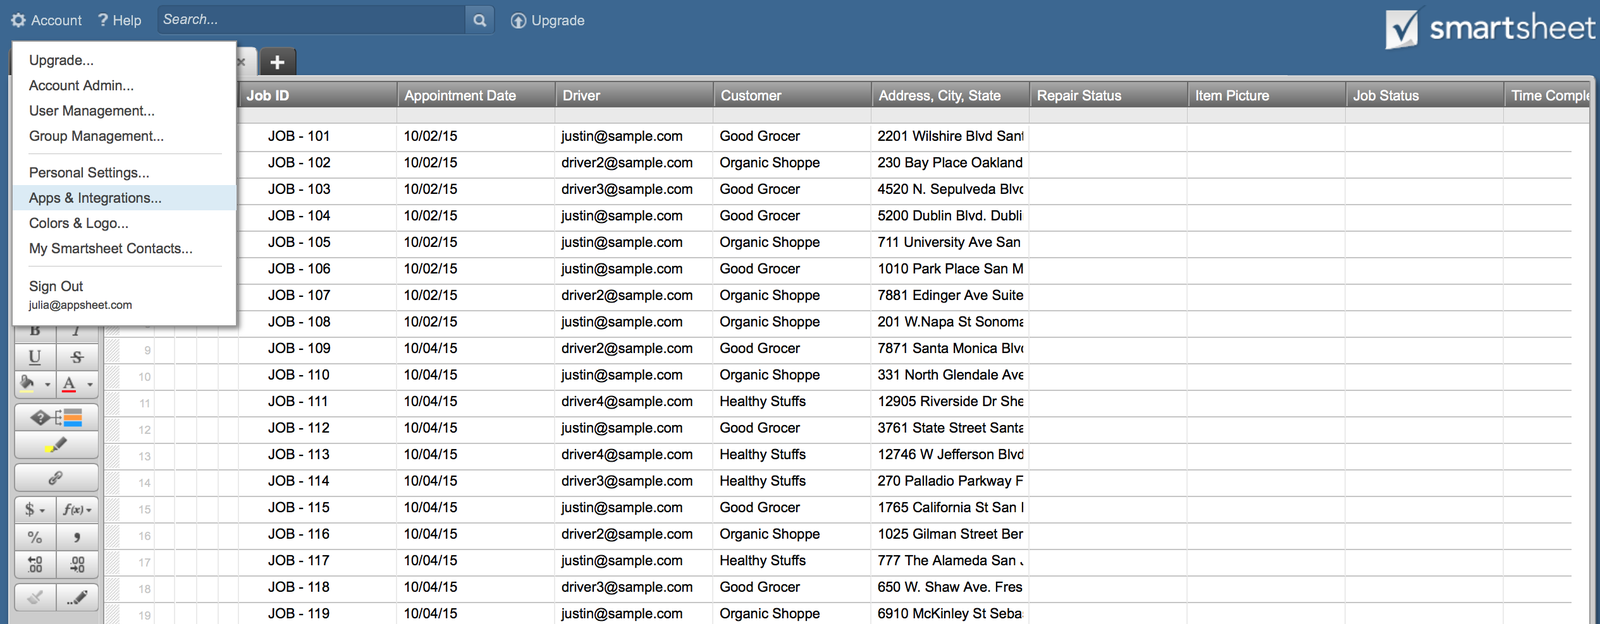 Account ? Help Search... Upgrade
smartsheet
Upgrade...
Account Admin...
User Management...
Group Management...
Personal Settings...
Apps & Integrations...
Colors & Logo...
My Smartsheet Contacts...
Sign Out
julia@appsheet.com
Job ID Appointment Date Driver Customer Address, City, State Repair Status Item Picture Job Status Time Comple
JOB - 101 10/02/15 justin@sample.com Good Grocer 2201 Wilshire Blvd Sant
JOB - 102 10/02/15 driver2@sample.com Organic Shoppe 230 Bay Place Oakland
JOB - 103 10/02/15 driver3@sample.com Good Grocer 4520 N. Sepulveda Blvd
JOB - 104 10/02/15 justin@sample.com Good Grocer 5200 Dublin Blvd. Dubli
JOB - 105 10/02/15 justin@sample.com Organic Shoppe 711 University Ave San
JOB - 106 10/02/15 justin@sample.com Good Grocer 1010 Park Place San M
JOB - 107 10/02/15 driver2@sample.com Organic Shoppe 7881 Edinger Ave Suite
JOB - 108 10/02/15 justin@sample.com Organic Shoppe 201 W.Napa St Sonoma
9 JOB - 109 10/04/15 driver2@sample.com Good Grocer 7871 Santa Monica Blvd
10 JOB - 110 10/04/15 justin@sample.com Organic Shoppe 331 North Glendale Ave
11 JOB - 111 10/04/15 driver4@sample.com Healthy Stuffs 12905 Riverside Dr She
12 JOB - 112 10/04/15 justin@sample.com Good Grocer 3761 State Street Santa
13 JOB - 113 10/04/15 driver4@sample.com Healthy Stuffs 12746 W Jefferson Blvd
14 JOB - 114 10/04/15 driver3@sample.com Healthy Stuffs 270 Palladio Parkway F
15 JOB - 115 10/04/15 justin@sample.com Good Grocer 1765 California St San
16 JOB - 116 10/04/15 driver2@sample.com Organic Shoppe 1025 Gilman Street Ber
17 JOB - 117 10/04/15 justin@sample.com Healthy Stuffs 777 The Alameda San
18 JOB - 118 10/04/15 driver3@sample.com Good Grocer 650 W. Shaw Ave. Fres
19 JOB - 119 10/04/15 justin@sample.com Organic Shoppe 6910 McKinley St Seba
B I
U S
A
$ f(x)
% ,
.0 .00
.00 .0